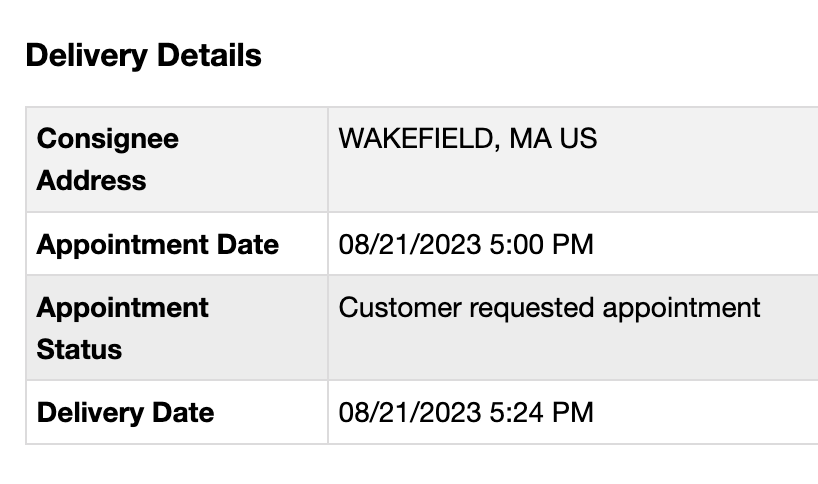 Delivery Details
Consignee
Address
WAKEFIELD, MA US
Appointment Date
08/21/2023 5:00 PM
Appointment
Status
Customer requested appointment
Delivery Date
08/21/2023 5:24 PM